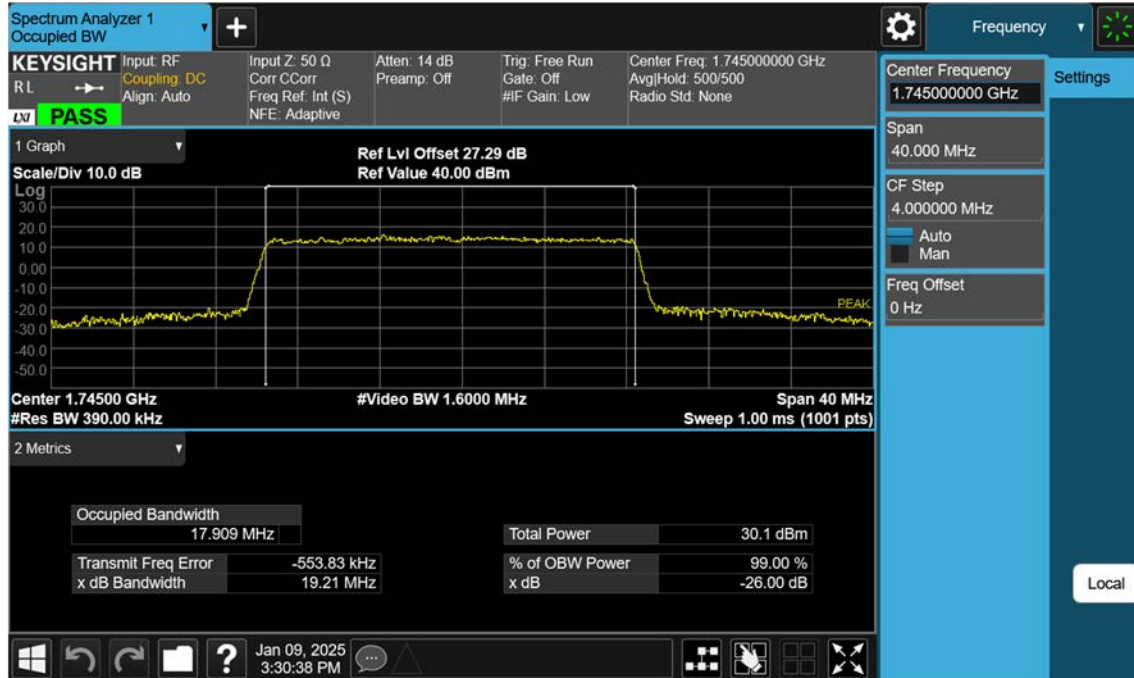 Spectrum Analyzer 1
Occupied BW
Frequency
KEYSIGHT
R L
LXI
PASS
Input: RF
Coupling: DC
Align: Auto
Input Z: 50 Ω
Corr CCorr
Freq Ref: Int (S)
NFE: Adaptive
Atten: 14 dB
Preamp: Off
Trig: Free Run
Gate: Off
#IF Gain: Low
Center Freq: 1.745000000 GHz
Avg|Hold: 500/500
Radio Std: None
Center Frequency
1.745000000 GHz
Settings
Span
40.000 MHz
CF Step
4.000000 MHz
Auto
Man
Freq Offset
0 Hz
1 Graph
Scale/Div 10.0 dB
Ref Lvl Offset 27.29 dB
Ref Value 40.00 dBm
Log
30.0
20.0
10.0
0.00
-10.0
-20.0
-30.0
-40.0
-50.0
PEAK
Center 1.74500 GHz
#Video BW 1.6000 MHz
Span 40 MHz
#Res BW 390.00 kHz
Sweep 1.00 ms (1001 pts)
2 Metrics
Occupied Bandwidth
17.909 MHz
Total Power 30.1 dBm
Transmit Freq Error -553.83 kHz
% of OBW Power 99.00 %
x dB Bandwidth 19.21 MHz
x dB -26.00 dB
Local
?
Jan 09, 2025
3:30:38 PM